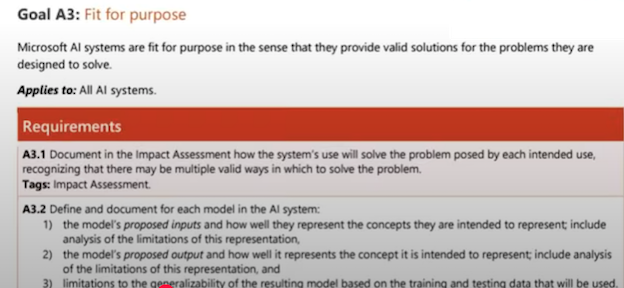 Goal A3: Fit for purpose
Microsoft AI systems are fit for purpose in the sense that they provide valid solutions for the problems they are
designed to solve.
Applies to: All AI systems.
Requirements
A3.1 Document in the Impact Assessment how the system's use will solve the problem posed by each intended use,
recognizing that there may be multiple valid ways in which to solve the problem.
Tags: Impact Assessment.
A3.2 Define and document for each model in the AI system:
1) the model's proposed inputs and how well they represent the concepts they are intended to represent; include
analysis of the limitations of this representation,
2) the model's proposed output and how well it represents the concept it is intended to represent; include analysis
of the limitations of this representation, and
3) limitations to the generalizability of the resulting model based on the training and testing data that will be used.